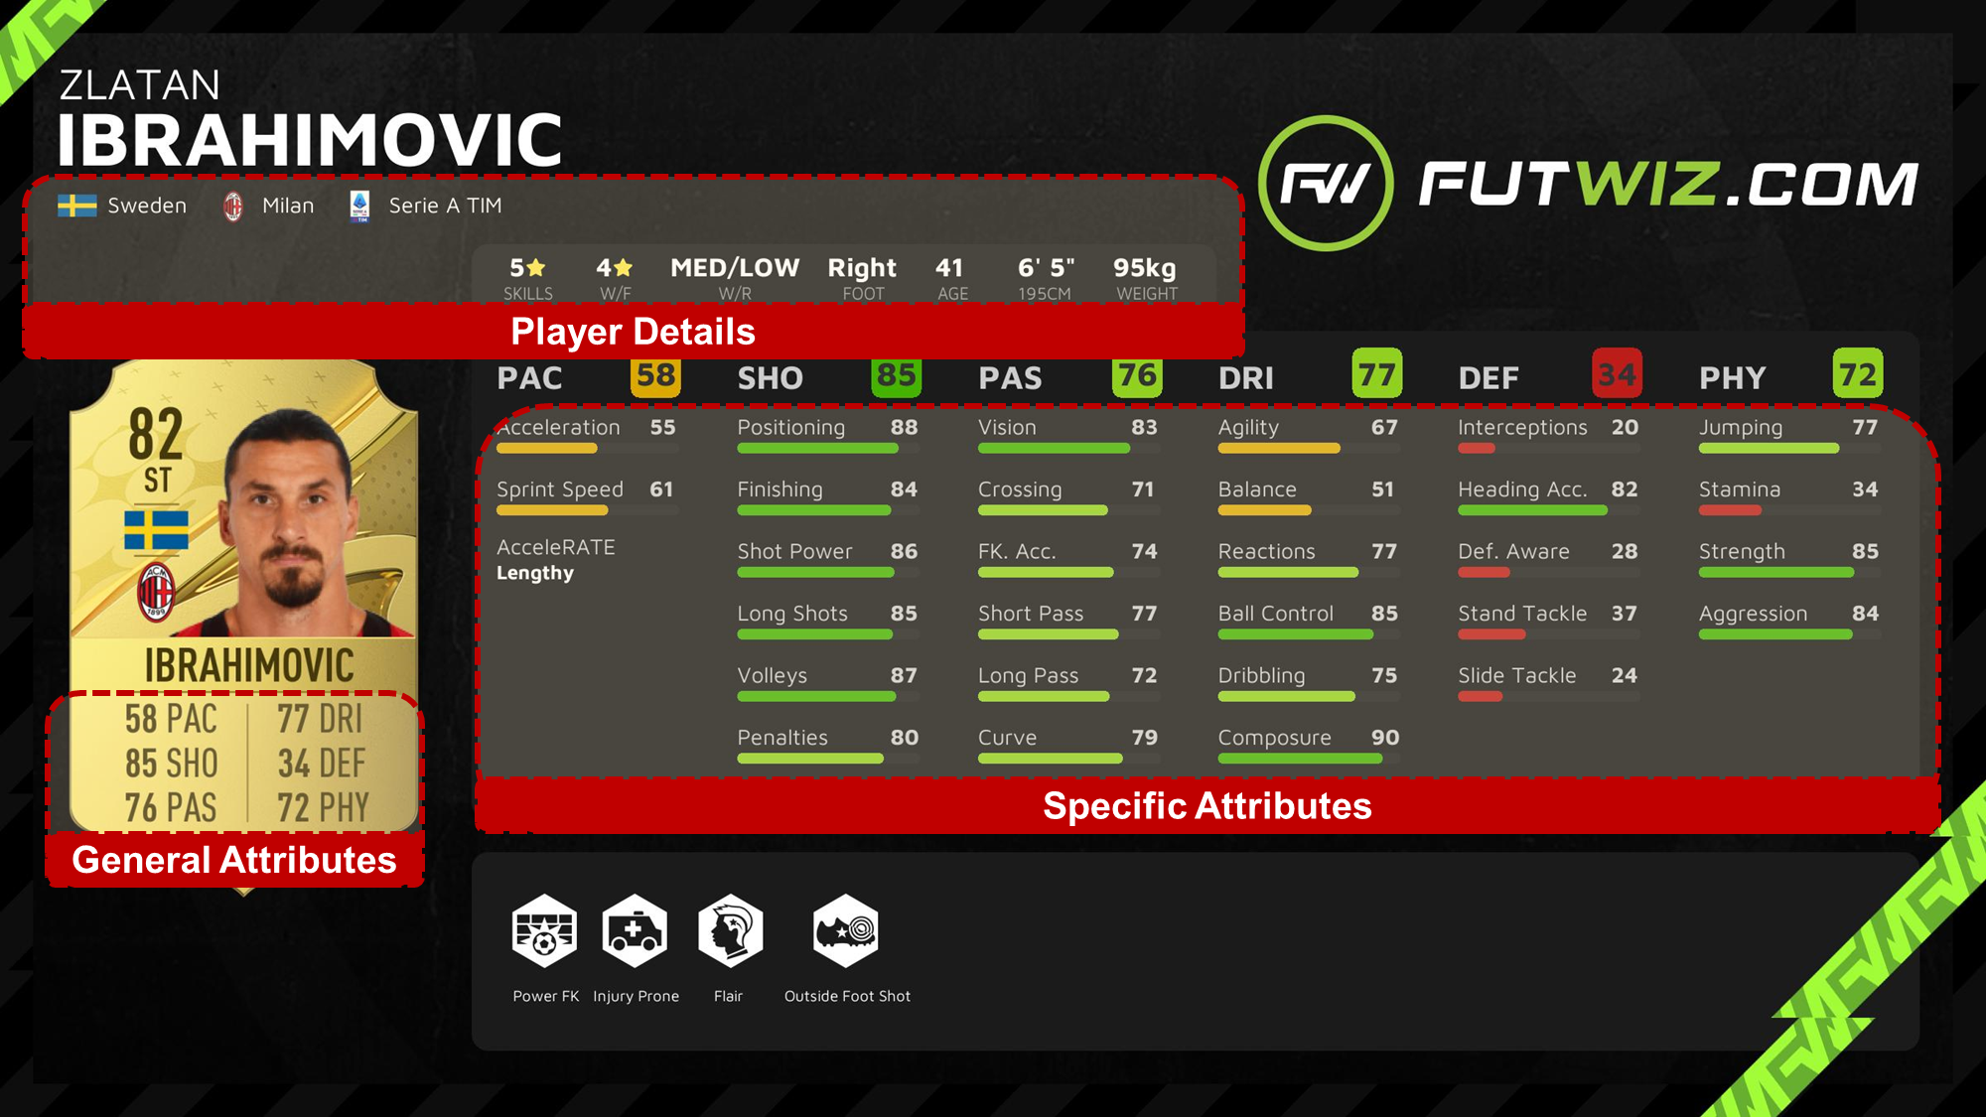 ZLATAN
IBRAHIMOVIC
FW FUTWIZ.COM
Sweden Milan Serie A TIM
5★ 4★ MED/LOW Right 41 6' 5" 95kg
SKILLS W/F W/R FOOT AGE 195CM WEIGHT
Player Details
82
ST
ACM
1899
IBRAHIMOVIC
58 PAC 77 DRI
85 SHO 34 DEF
76 PAS 72 PHY
General Attributes
PAC 58
Acceleration 55
Sprint Speed 61
AcceleRATE
Lengthy
SHO 85
Positioning 88
Finishing 84
Shot Power 86
Long Shots 85
Volleys 87
Penalties 80
PAS 76
Vision 83
Crossing 71
FK. Acc. 74
Short Pass 77
Long Pass 72
Curve 79
DRI 77
Agility 67
Balance 51
Reactions 77
Ball Control 85
Dribbling 75
Composure 90
DEF 34
Interceptions 20
Heading Acc. 82
Def. Aware 28
Stand Tackle 37
Slide Tackle 24
PHY 72
Jumping 77
Stamina 34
Strength 85
Aggression 84
Specific Attributes
Power FK Injury Prone Flair Outside Foot Shot